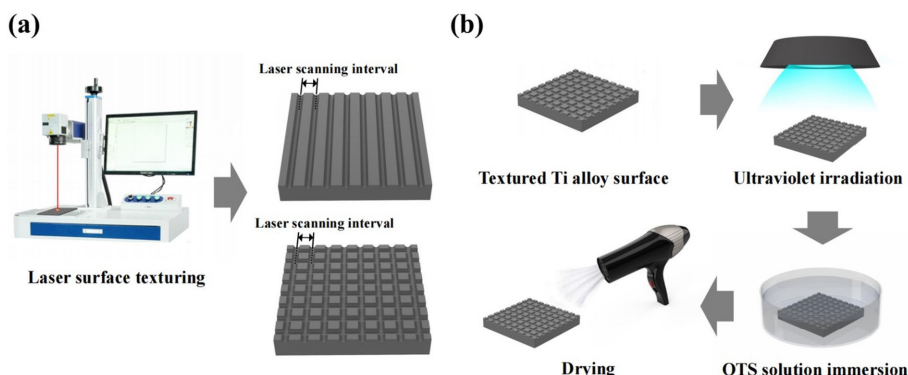 (a)
Laser scanning interval
Laser scanning interval
Laser surface texturing
(b)
Textured Ti alloy surface
Ultraviolet irradiation
Drying
OTS solution immersion